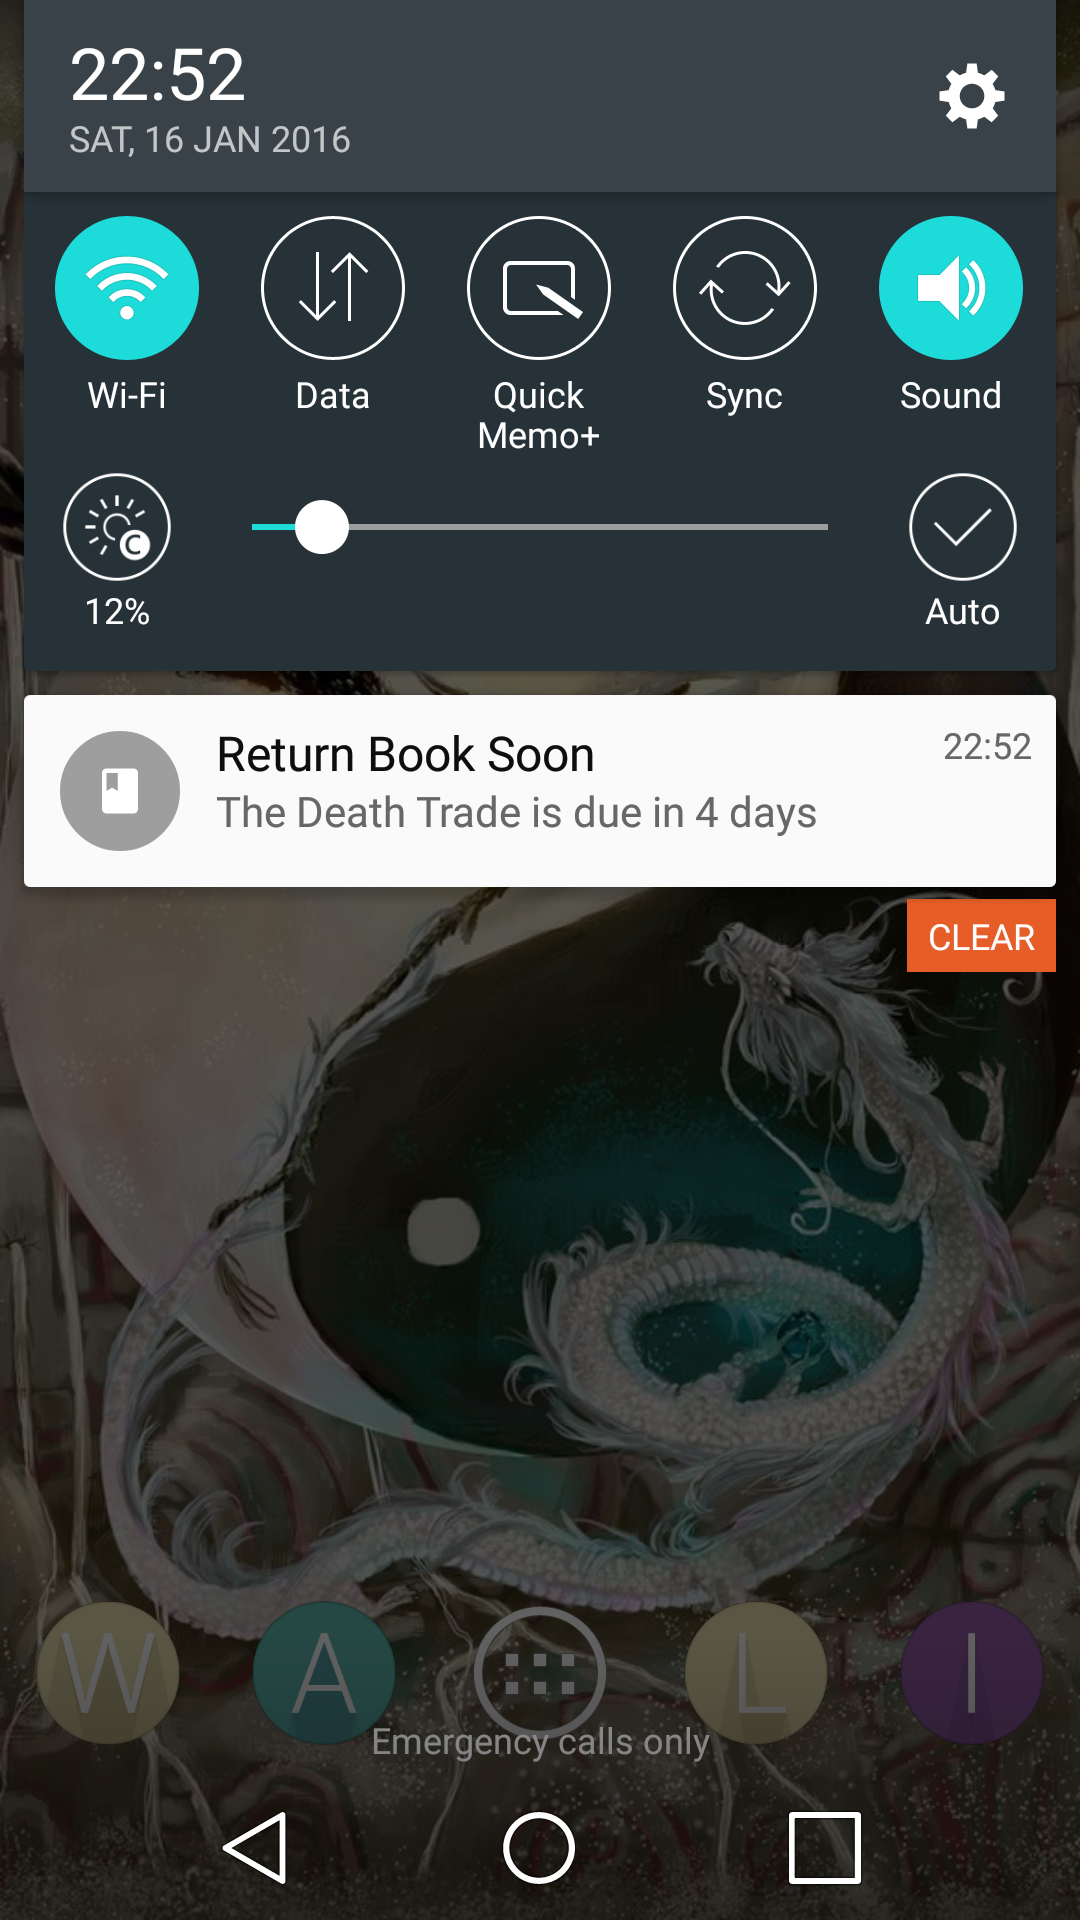 22:52
SAT, 16 JAN 2016
Wi-Fi
Data
Quick
Memo+
Sync
Sound
C
12%
Auto
Return Book Soon
22:52
The Death Trade is due in 4 days
CLEAR
W A L I
Emergency calls only